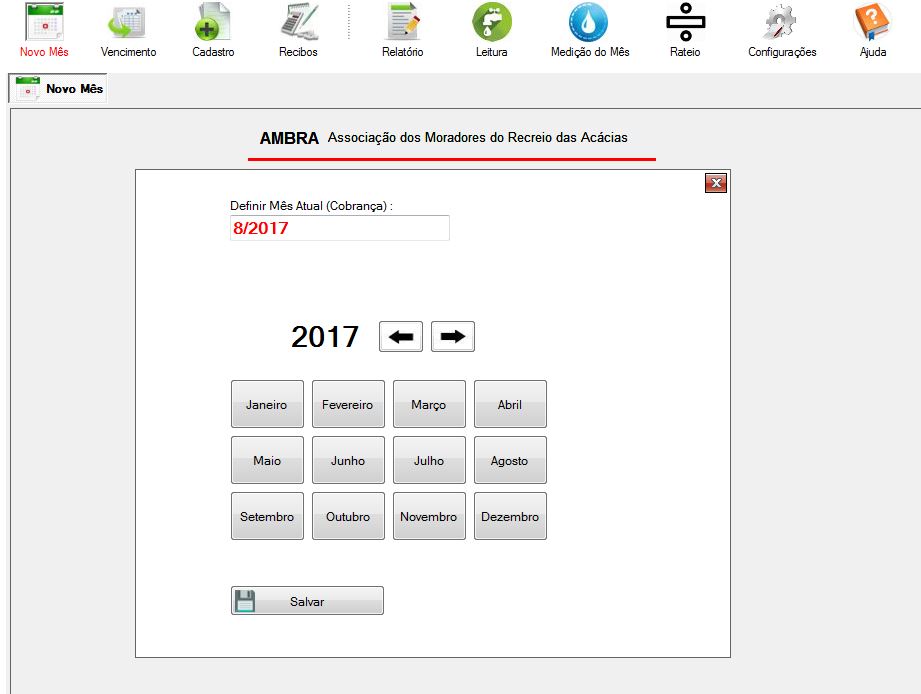 Novo Mês Vencimento Cadastro Recibos Relatório Leitura Medição do Mês Rateio Configurações Ajuda
Novo Mês
AMBRA Associação dos Moradores do Recreio das Acácias
Definir Mês Atual (Cobrança) :
8/2017
2017
Janeiro Fevereiro Março Abril
Maio Junho Julho Agosto
Setembro Outubro Novembro Dezembro
Salvar